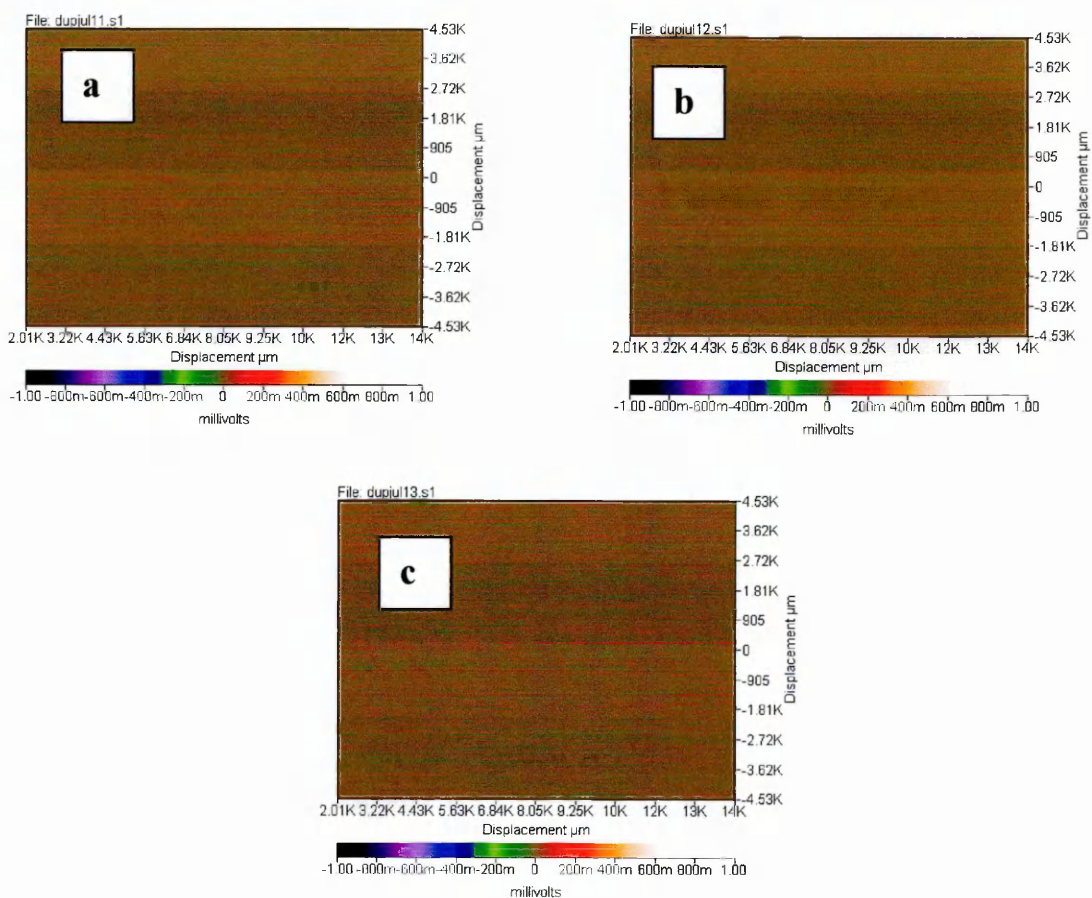 File: dupjul11.s1
a
4.53K
3.62K
2.72K
1.81K
905
0
-905
-1.81K
-2.72K
-3.62K
-4.53K
Displacement µm
2.01K 3.22K 4.43K 5.63K 6.84K 8.05K 9.25K 10K 12K 13K 14K
Displacement µm
-1.00 -800m-600m-400m-200m 0 200m 400m 600m 800m 1.00
millivolts
File: dupjul12.s1
b
4.53K
3.62K
2.72K
1.81K
905
0
-905
-1.81K
-2.72K
-3.62K
-4.53K
Displacement µm
2.01K 3.22K 4.43K 5.63K 6.84K 8.05K 9.25K 10K 12K 13K 14K
Displacement µm
-1.00 -800m-600m-400m-200m 0 200m 400m 600m 800m 1.00
millivolts
File: dupjul13.s1
c
4.53K
3.62K
2.72K
1.81K
905
0
-905
-1.81K
-2.72K
-3.62K
-4.53K
Displacement µm
2.01K 3.22K 4.43K 5.63K 6.84K 8.05K 9.25K 10K 12K 13K 14K
Displacement µm
-1.00 -800m-600m-400m-200m 0 200m 400m 600m 800m 1.00
millivolts